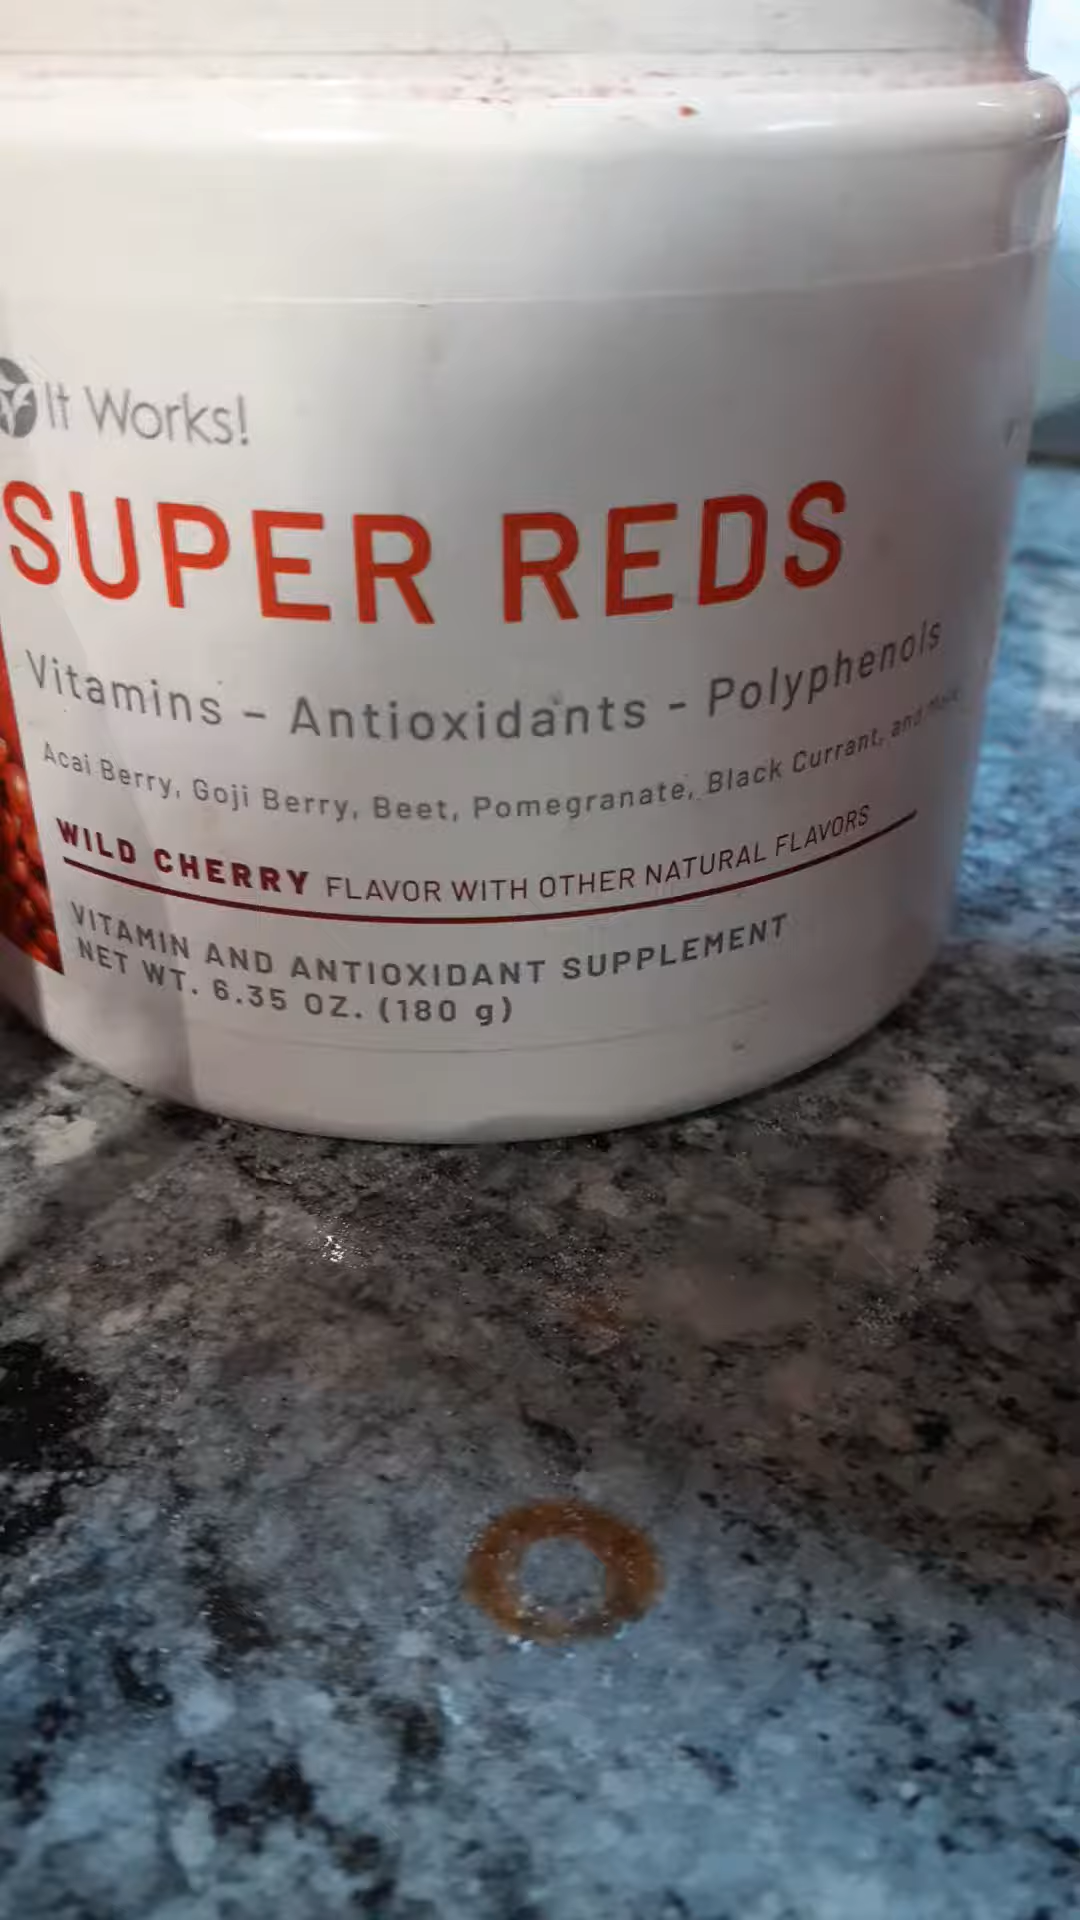 It Works!
SUPER REDS
Vitamins - Antioxidants - Polyphenols
Acai Berry, Goji Berry, Beet, Pomegranate, Black Currant, and More
WILD CHERRY FLAVOR WITH OTHER NATURAL FLAVORS
VITAMIN AND ANTIOXIDANT SUPPLEMENT
NET WT. 6.35 OZ. (180 g)